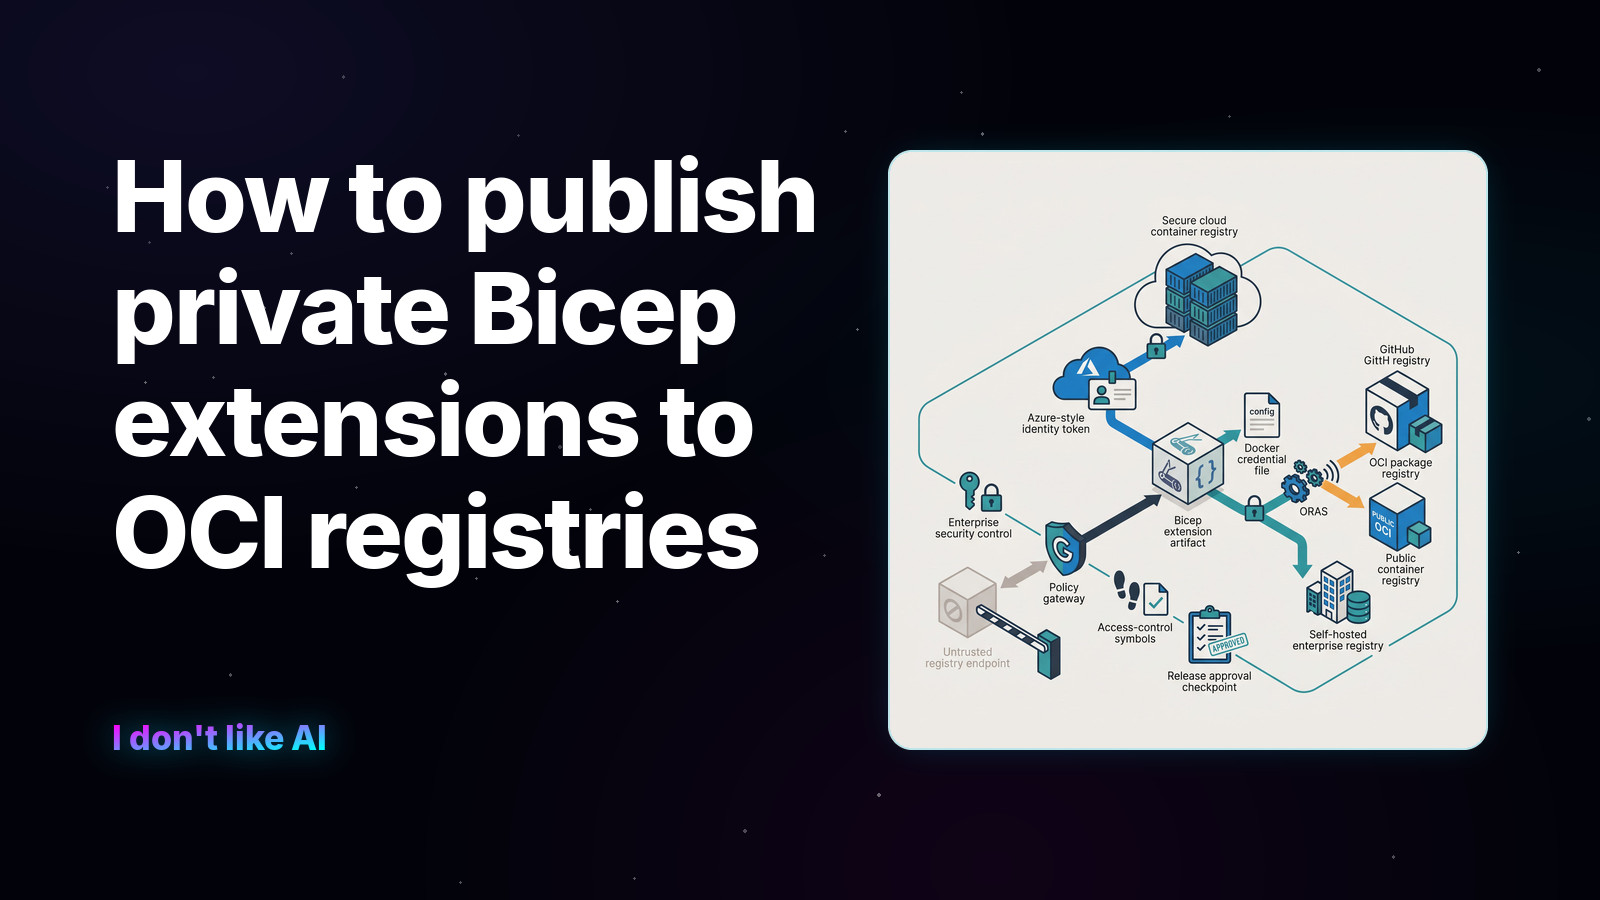 How to publish
private Bicep
extensions to
OCI registries
I don't like AI
Secure cloud
container registry
Azure-style
identity token
config
Docker
credential
file
GitHub
GittH registry
OCI package
registry
ORAS
PUBLIC
OCI
Public
container
registry
{}
Bicep
extension
artifact
Enterprise
security control
G
Policy
gateway
Access-control
symbols
APPROVED
Release approval
checkpoint
Self-hosted
enterprise registry
Untrusted
registry endpoint